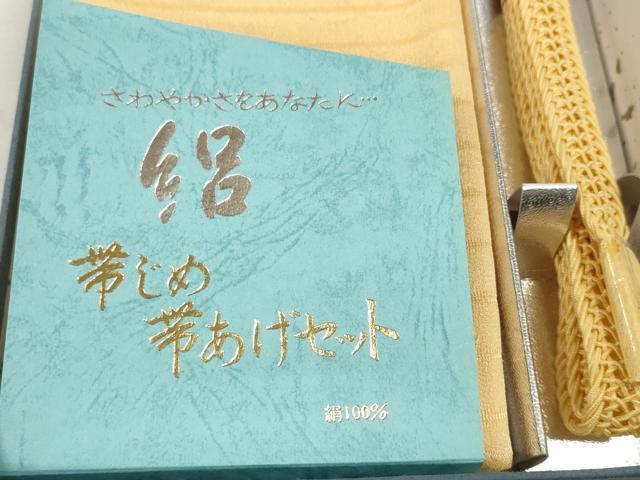 さわやかさをあなたに…
絽
帯じめ
帯あげセット
絹100%